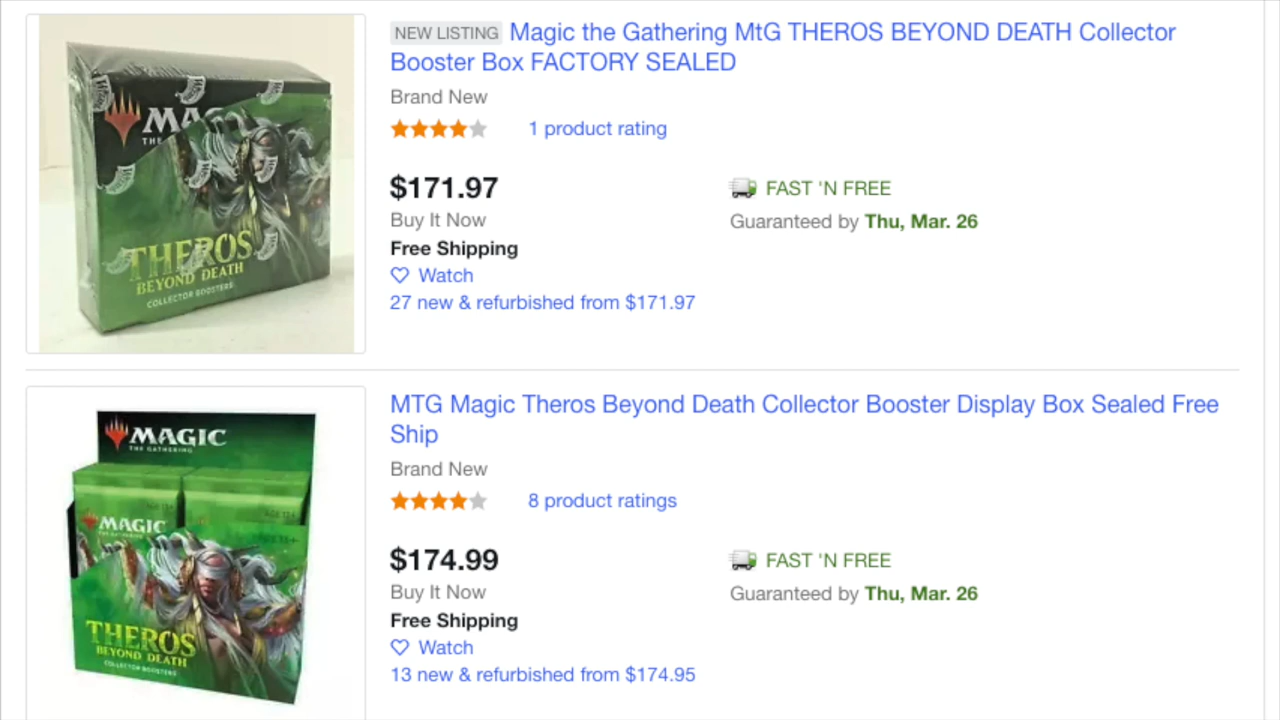 NEW LISTING Magic the Gathering MtG THEROS BEYOND DEATH Collector
Booster Box FACTORY SEALED
Brand New
1 product rating
$171.97
FAST 'N FREE
Buy It Now
Guaranteed by Thu, Mar. 26
Free Shipping
Watch
27 new & refurbished from $171.97
THEROS
BEYOND DEATH
COLLECTOR BOOSTERS
MTG Magic Theros Beyond Death Collector Booster Display Box Sealed Free
Ship
Brand New
8 product ratings
$174.99
FAST 'N FREE
Buy It Now
Guaranteed by Thu, Mar. 26
Free Shipping
Watch
13 new & refurbished from $174.95
MAGIC
THE GATHERING
MAGIC
THEROS
BEYOND DEATH
COLLECTOR BOOSTERS